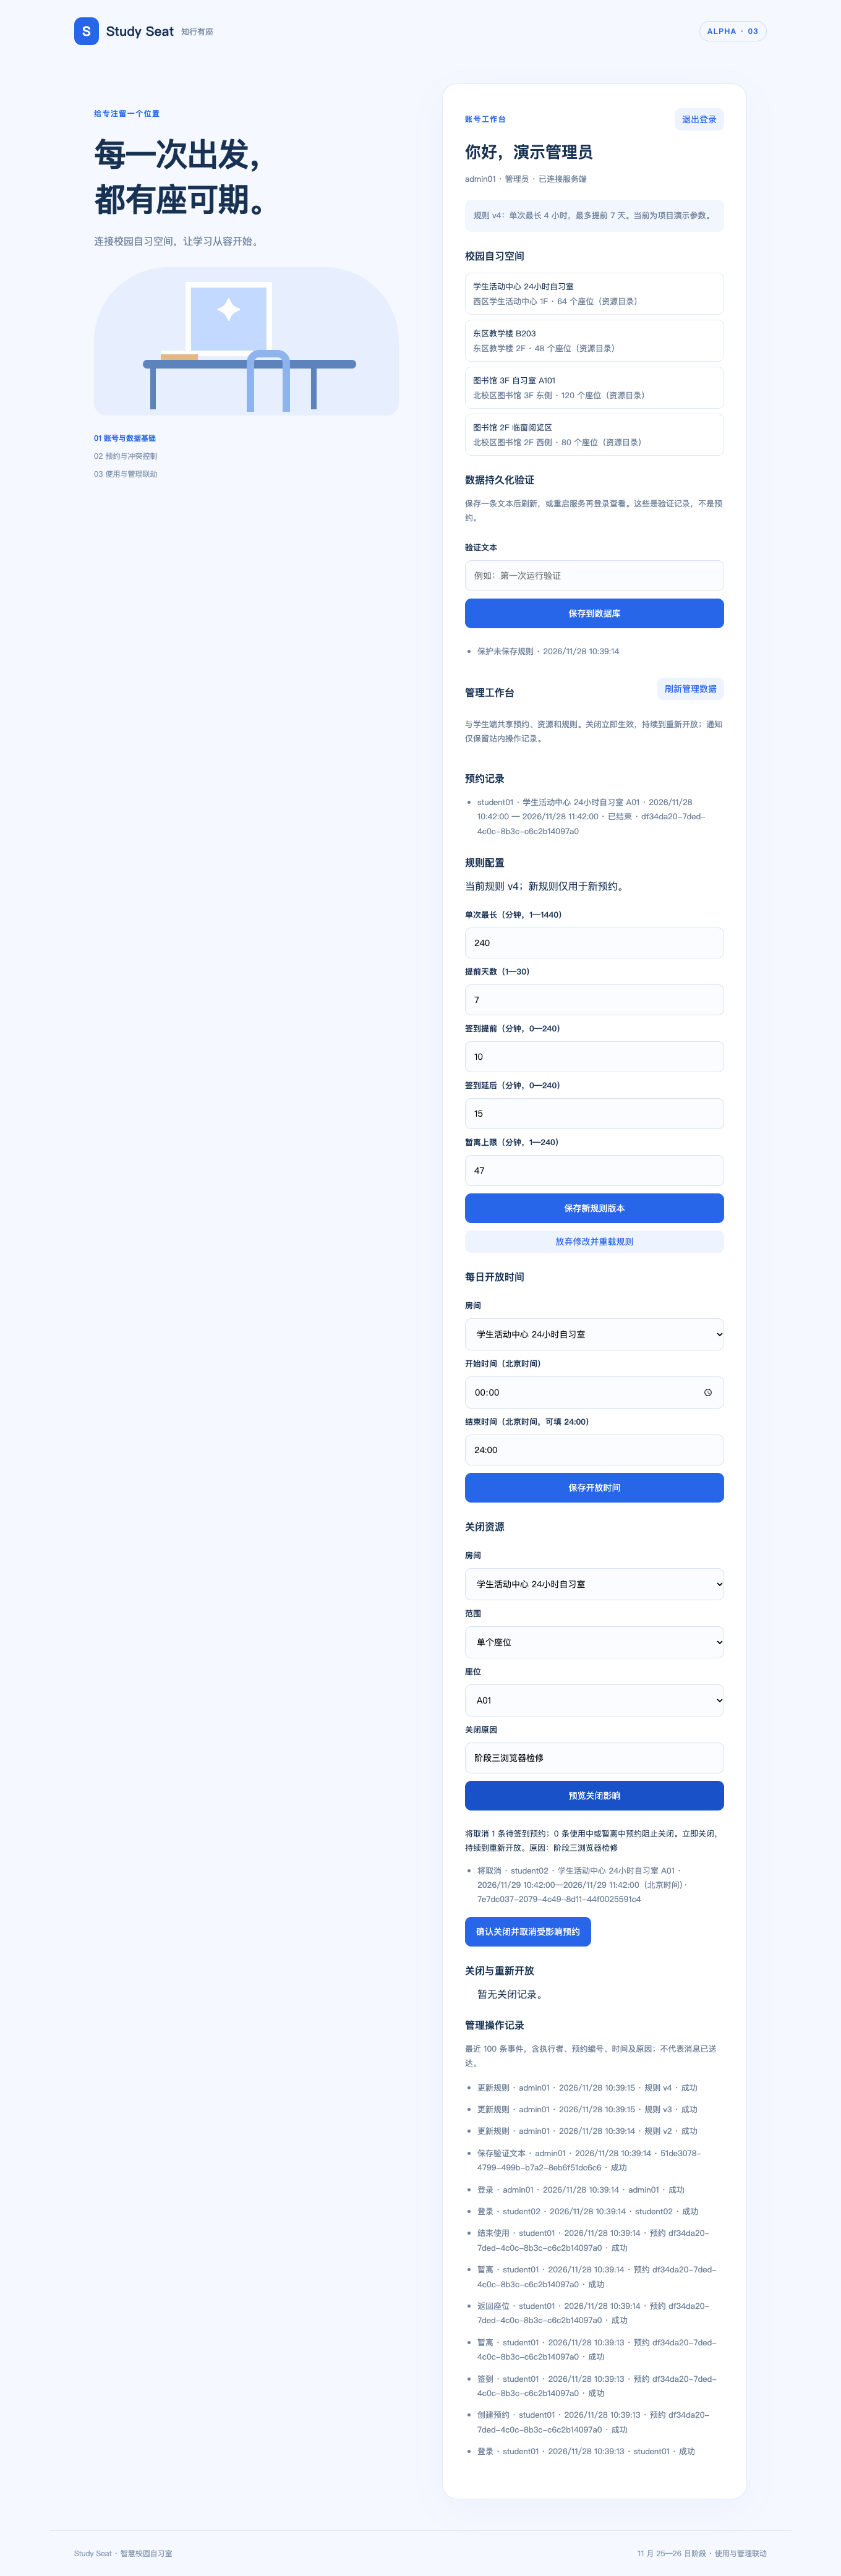 S Study Seat 知行有座
ALPHA · 03
给专注留一个位置
每一次出发，
都有座可期。
连接校园自习空间，让学习从容开始。
01 账号与数据基础
02 预约与冲突控制
03 使用与管理联动
账号工作台
退出登录
你好，演示管理员
admin01 · 管理员 · 已连接服务端
规则 v4：单次最长 4 小时，最多提前 7 天。当前为项目演示参数。
校园自习空间
学生活动中心 24小时自习室
西区学生活动中心 1F · 64 个座位（资源目录）
东区教学楼 B203
东区教学楼 2F · 48 个座位（资源目录）
图书馆 3F 自习室 A101
北校区图书馆 3F 东侧 · 120 个座位（资源目录）
图书馆 2F 临窗阅览区
北校区图书馆 2F 西侧 · 80 个座位（资源目录）
数据持久化验证
保存一条文本后刷新，或重启服务再登录查看。这些是验证记录，不是预
约。
验证文本
例如：第一次运行验证
保存到数据库
• 保护未保存规则 · 2026/11/28 10:39:14
管理工作台
刷新管理数据
与学生端共享预约、资源和规则。关闭立即生效，持续到重新开放；通知
仅保留站内操作记录。
预约记录
• student01 · 学生活动中心 24小时自习室 A01 · 2026/11/28
10:42:00 — 2026/11/28 11:42:00 · 已结束 · df34da20-7ded-
4c0c-8b3c-c6c2b14097a0
规则配置
当前规则 v4；新规则仅用于新预约。
单次最长（分钟，1—1440）
240
提前天数（1—30）
7
签到提前（分钟，0—240）
10
签到延后（分钟，0—240）
15
暂离上限（分钟，1—240）
47
保存新规则版本
放弃修改并重载规则
每日开放时间
房间
学生活动中心 24小时自习室
开始时间（北京时间）
00:00
结束时间（北京时间，可填 24:00）
24:00
保存开放时间
关闭资源
房间
学生活动中心 24小时自习室
范围
单个座位
座位
A01
关闭原因
阶段三浏览器检修
预览关闭影响
将取消 1 条待签到预约；0 条使用中或暂离中预约阻止关闭。立即关闭，
持续到重新开放。原因：阶段三浏览器检修
• 将取消 · student02 · 学生活动中心 24小时自习室 A01 ·
2026/11/29 10:42:00—2026/11/29 11:42:00（北京时间）·
7e7dc037-2079-4c49-8d11-44f0025591c4
确认关闭并取消受影响预约
关闭与重新开放
暂无关闭记录。
管理操作记录
最近 100 条事件，含执行者、预约编号、时间及原因；不代表消息已送
达。
• 更新规则 · admin01 · 2026/11/28 10:39:15 · 规则 v4 · 成功
• 更新规则 · admin01 · 2026/11/28 10:39:15 · 规则 v3 · 成功
• 更新规则 · admin01 · 2026/11/28 10:39:14 · 规则 v2 · 成功
• 保存验证文本 · admin01 · 2026/11/28 10:39:14 · 51de3078-
4799-499b-b7a2-8eb6f51dc6c6 · 成功
• 登录 · admin01 · 2026/11/28 10:39:14 · admin01 · 成功
• 登录 · student02 · 2026/11/28 10:39:14 · student02 · 成功
• 结束使用 · student01 · 2026/11/28 10:39:14 · 预约 df34da20-
7ded-4c0c-8b3c-c6c2b14097a0 · 成功
• 暂离 · student01 · 2026/11/28 10:39:14 · 预约 df34da20-7ded-
4c0c-8b3c-c6c2b14097a0 · 成功
• 返回座位 · student01 · 2026/11/28 10:39:14 · 预约 df34da20-
7ded-4c0c-8b3c-c6c2b14097a0 · 成功
• 暂离 · student01 · 2026/11/28 10:39:13 · 预约 df34da20-7ded-
4c0c-8b3c-c6c2b14097a0 · 成功
• 签到 · student01 · 2026/11/28 10:39:13 · 预约 df34da20-7ded-
4c0c-8b3c-c6c2b14097a0 · 成功
• 创建预约 · student01 · 2026/11/28 10:39:13 · 预约 df34da20-
7ded-4c0c-8b3c-c6c2b14097a0 · 成功
• 登录 · student01 · 2026/11/28 10:39:13 · student01 · 成功
Study Seat · 智慧校园自习室
11 月 25—26 日阶段 · 使用与管理联动